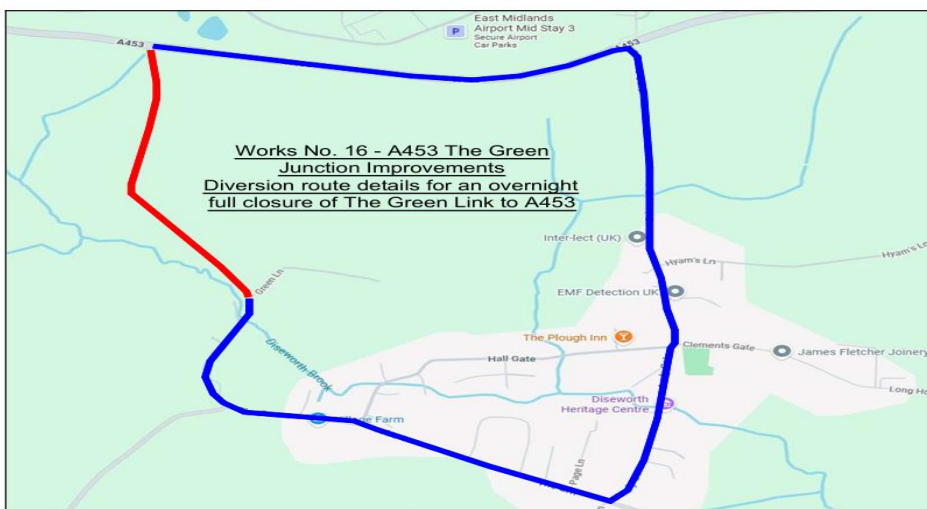 A453
East Midlands
Airport Mid Stay 3
Secure Airport
Car Parks
P
A453
Works No. 16 - A453 The Green
Junction Improvements
Diversion route details for an overnight
full closure of The Green Link to A453
Inter-lect (UK)
Hyam's Ln
Hyam's Ln
Green Ln
EMF Detection UK
The Plough Inn
Clements Gate
James Fletcher Joinery
Hall Gate
Diseworth Brook
Long Ho
Diseworth
Heritage Centre
Village Farm
Page Ln